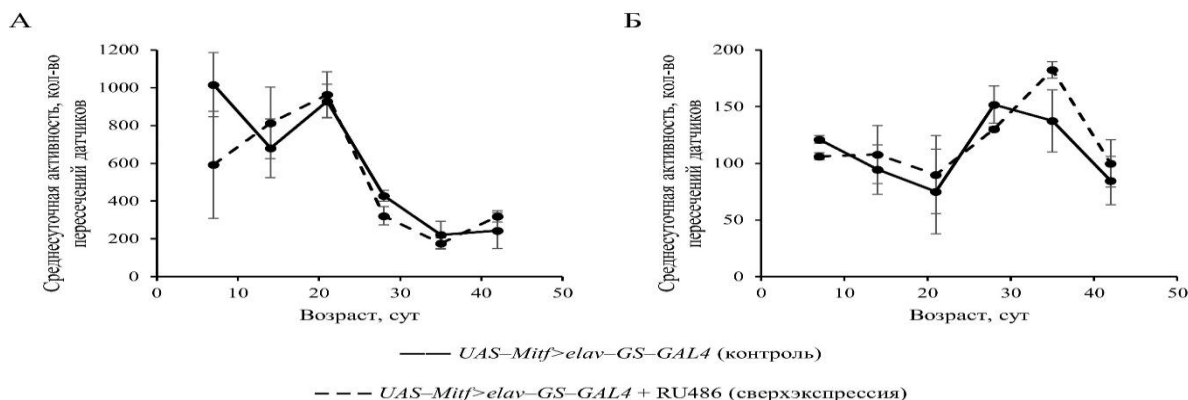 А
Б
Среднесуточная активность, кол-во
пересечений датчиков
1200
1000
800
600
400
200
0
0
10
20
30
40
50
Возраст, сут
Среднесуточная активность, кол-во
пересечений датчиков
200
150
100
50
0
0
10
20
30
40
50
Возраст, сут
UAS–Mitf>elav–GS–GAL4 (контроль)
UAS–Mitf>elav–GS–GAL4 + RU486 (сверхэкспрессия)